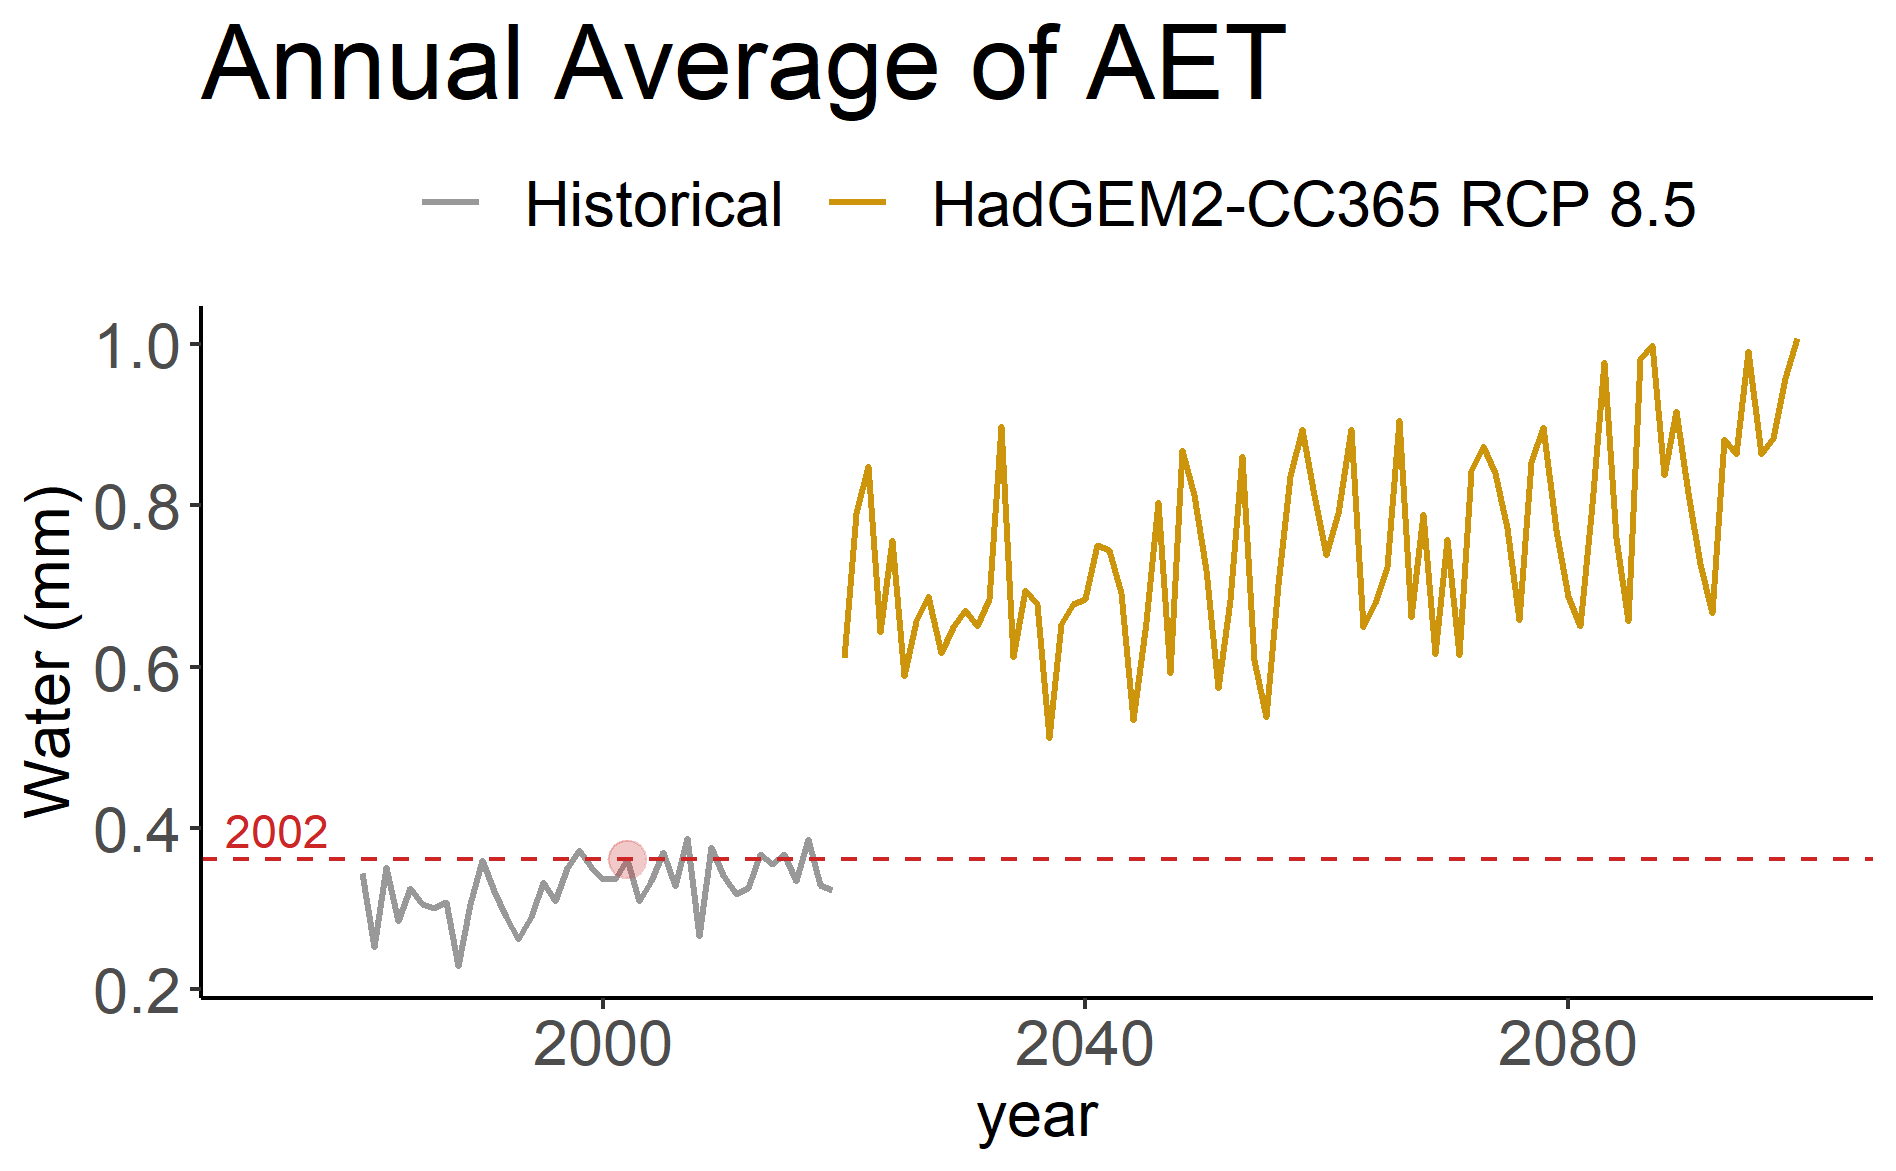 Annual Average of AET
Historical HadGEM2-CC365 RCP 8.5
Water (mm)
1.0
0.8
0.6
0.4
0.2
2002
2000 2040 2080
year